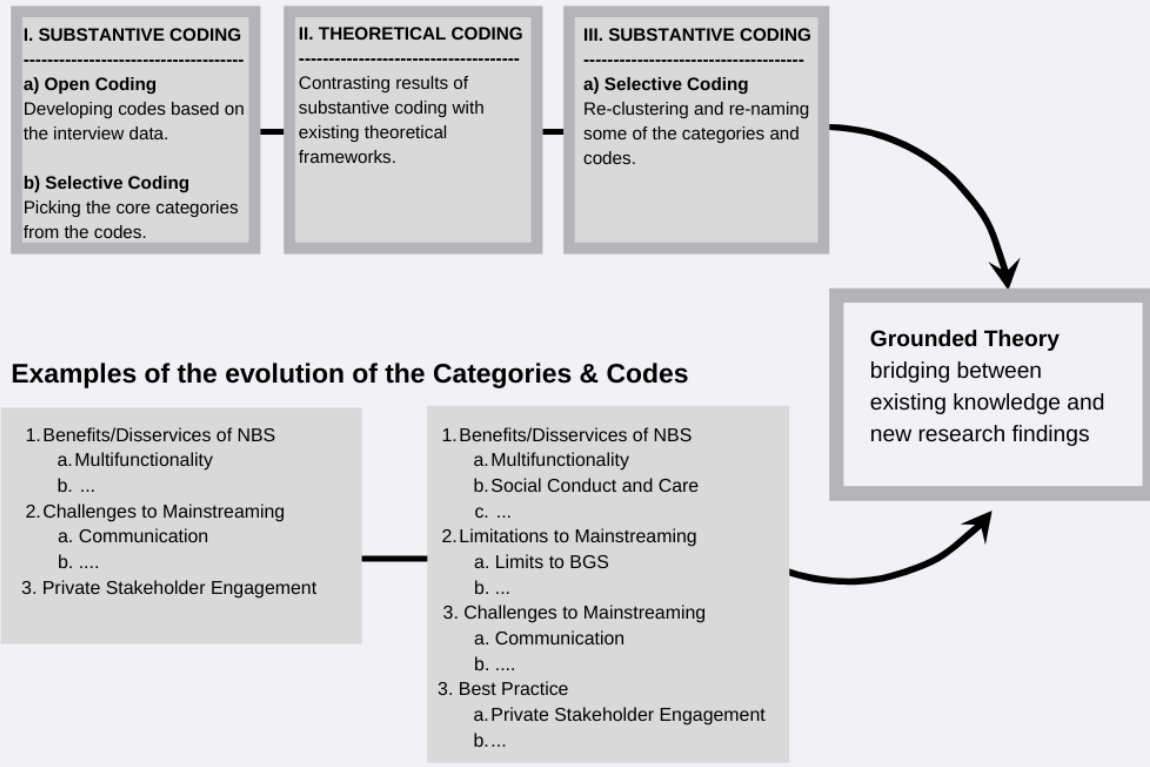 I. SUBSTANTIVE CODING
-------------------------------------
a) Open Coding
Developing codes based on
the interview data.
b) Selective Coding
Picking the core categories
from the codes.
II. THEORETICAL CODING
-------------------------------------
Contrasting results of
substantive coding with
existing theoretical
frameworks.
III. SUBSTANTIVE CODING
-------------------------------------
a) Selective Coding
Re-clustering and re-naming
some of the categories and
codes.
Grounded Theory
bridging between
existing knowledge and
new research findings
Examples of the evolution of the Categories & Codes
1. Benefits/Disservices of NBS
a. Multifunctionality
b. ...
2. Challenges to Mainstreaming
a. Communication
b. ....
3. Private Stakeholder Engagement
1. Benefits/Disservices of NBS
a. Multifunctionality
b. Social Conduct and Care
c. ...
2. Limitations to Mainstreaming
a. Limits to BGS
b. ...
3. Challenges to Mainstreaming
a. Communication
b. ....
3. Best Practice
a. Private Stakeholder Engagement
b. ...